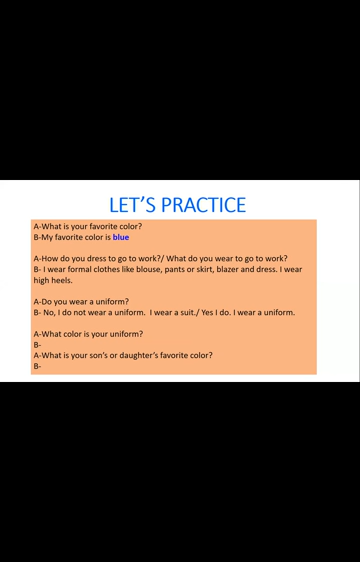 LET'S PRACTICE
A-What is your favorite color?
B-My favorite color is blue
A-How do you dress to go to work?/ What do you wear to go to work?
B- I wear formal clothes like blouse, pants or skirt, blazer and dress. I wear
high heels.
A-Do you wear a uniform?
B- No, I do not wear a uniform.  I wear a suit./ Yes I do. I wear a uniform.
A-What color is your uniform?
B-
A-What is your son's or daughter's favorite color?
B-